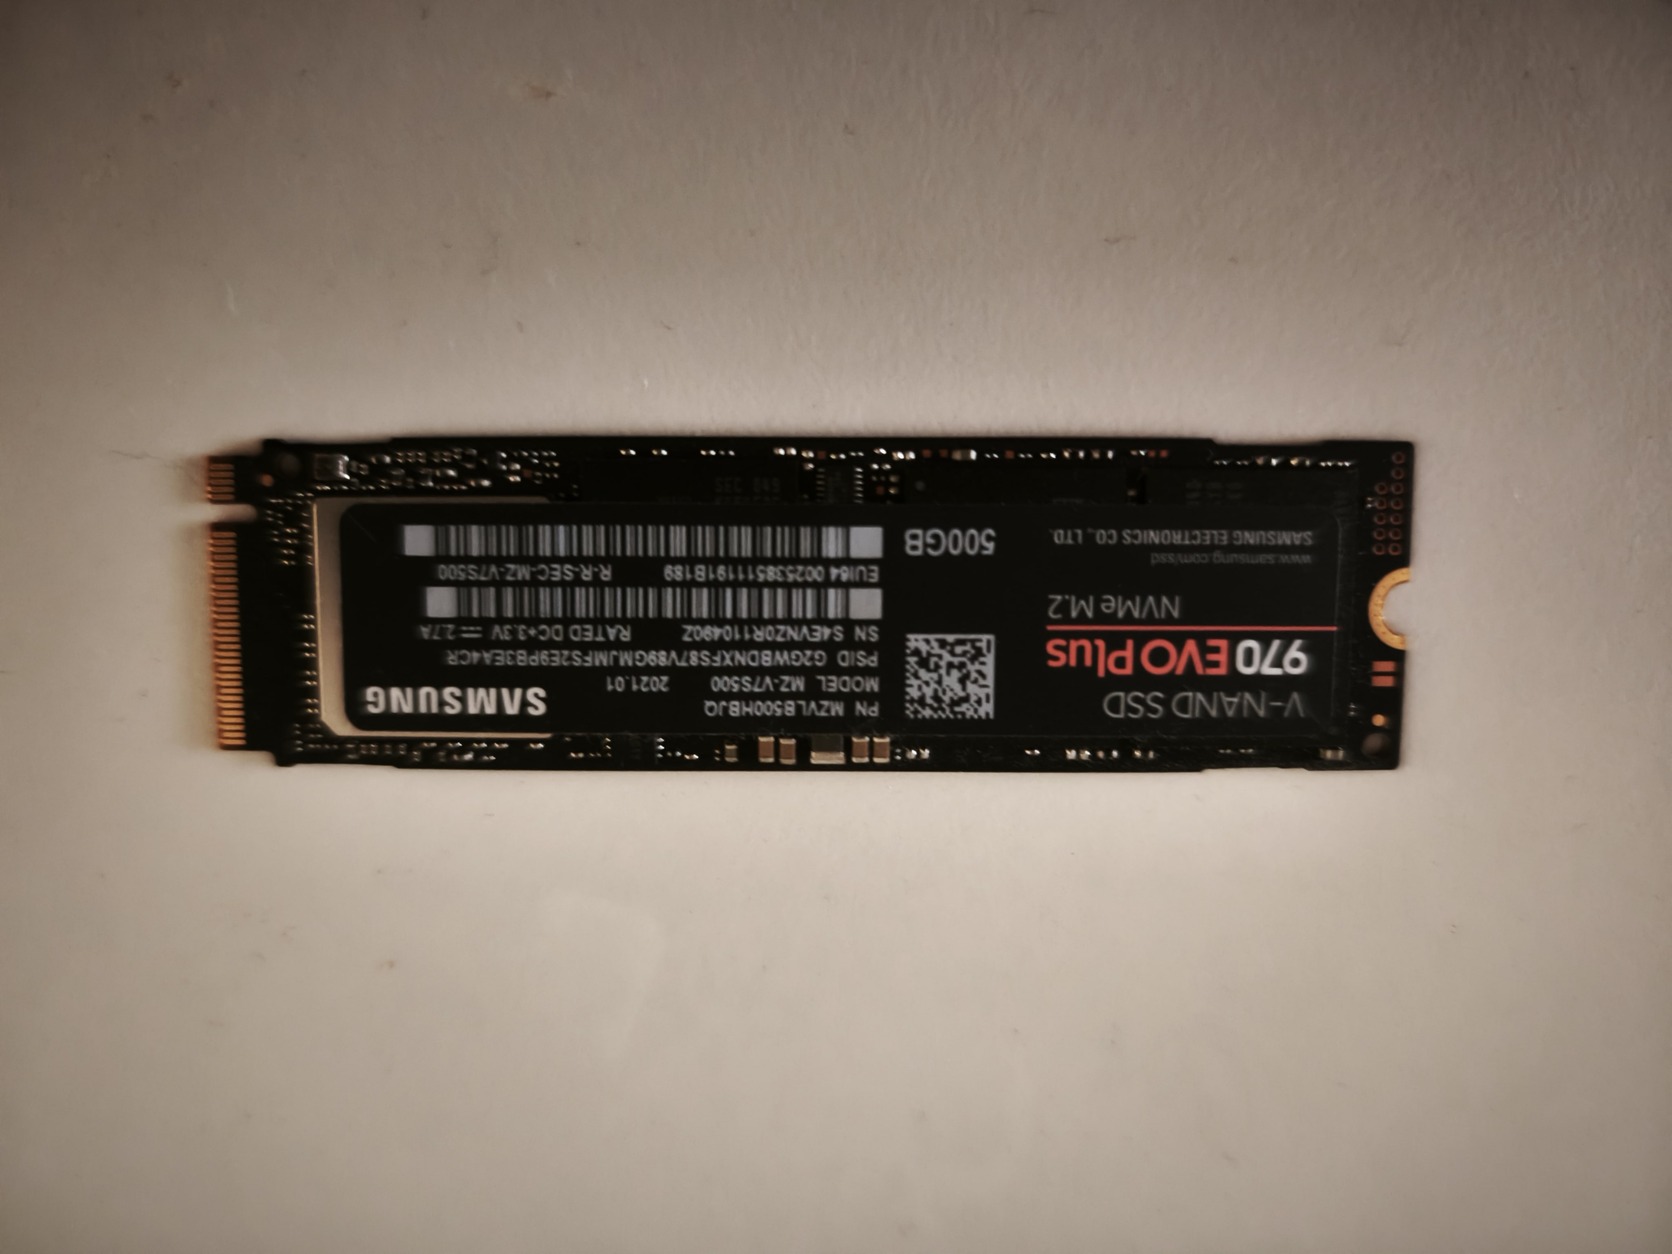 V-NAND SSD
970 EVO Plus
NVMe M.2
www.samsung.com/ssd
SAMSUNG ELECTRONICS CO., LTD.
500GB
PN MZVLB500HBJQ
MODEL MZ-V7S500 2021.01
PSID G2GWBDNXFS87V89GMJMFS2E9PB3EA4CR
SN S4EVNZ0R110490Z RATED DC+3.3V ⎓ 2.7A
EUI64 0025385111191B189 R-R-SEC-MZ-V7S500
SAMSUNG